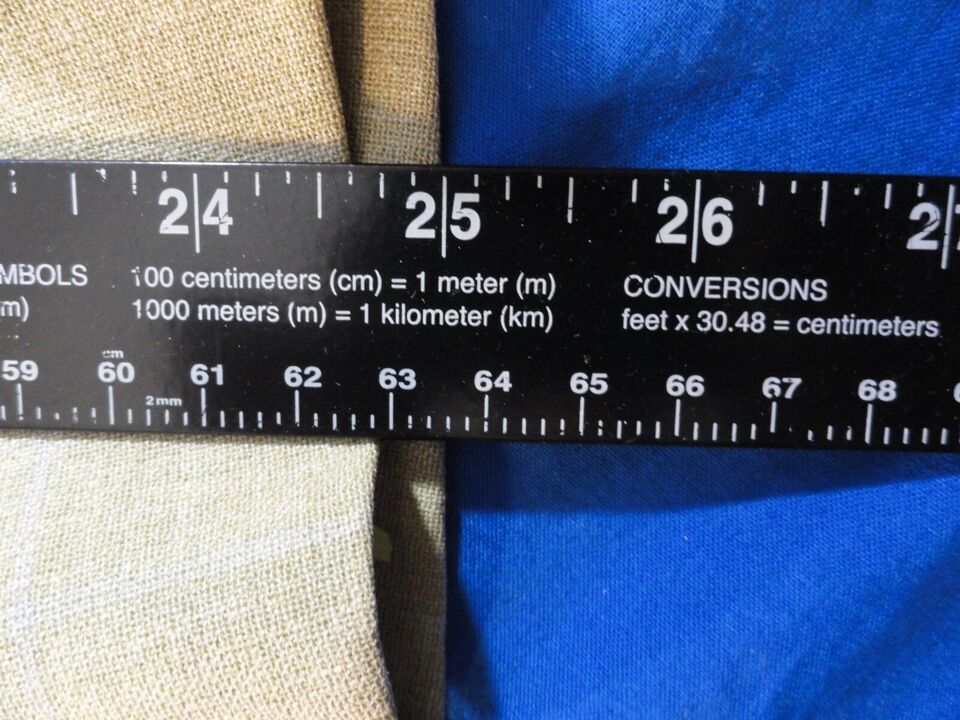 24 25 26
MBOLS 100 centimeters (cm) = 1 meter (m) CONVERSIONS
m) 1000 meters (m) = 1 kilometer (km) feet x 30.48 = centimeters
cm
59 60 61 62 63 64 65 66 67 68
2mm